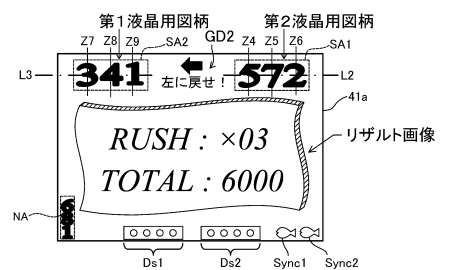 第1液晶用図柄
第2液晶用図柄
Z7 Z8 Z9 SA2 GD2 Z4 Z5 Z6 SA1
L3 341 左に戻せ! 572 L2
41a
リザルト画像
RUSH : ×03
TOTAL : 6000
NA 681
Ds1 Ds2 Sync1 Sync2